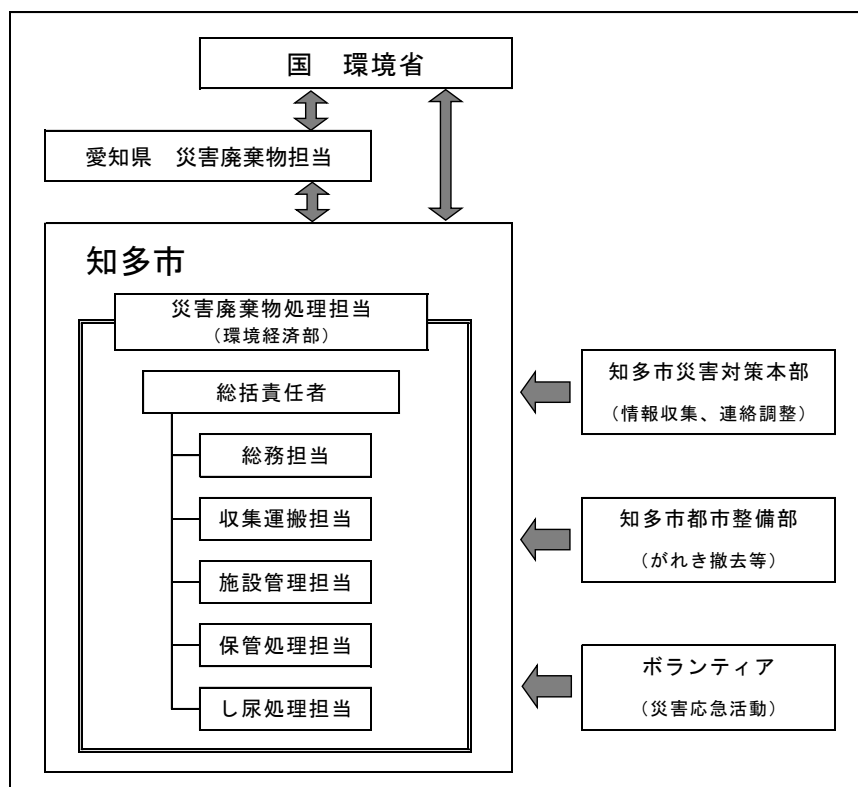 国　環境省
愛知県　災害廃棄物担当
知多市
災害廃棄物処理担当
（環境経済部）
総括責任者
総務担当
収集運搬担当
施設管理担当
保管処理担当
し尿処理担当
知多市災害対策本部
（情報収集、連絡調整）
知多市都市整備部
（がれき撤去等）
ボランティア
（災害応急活動）